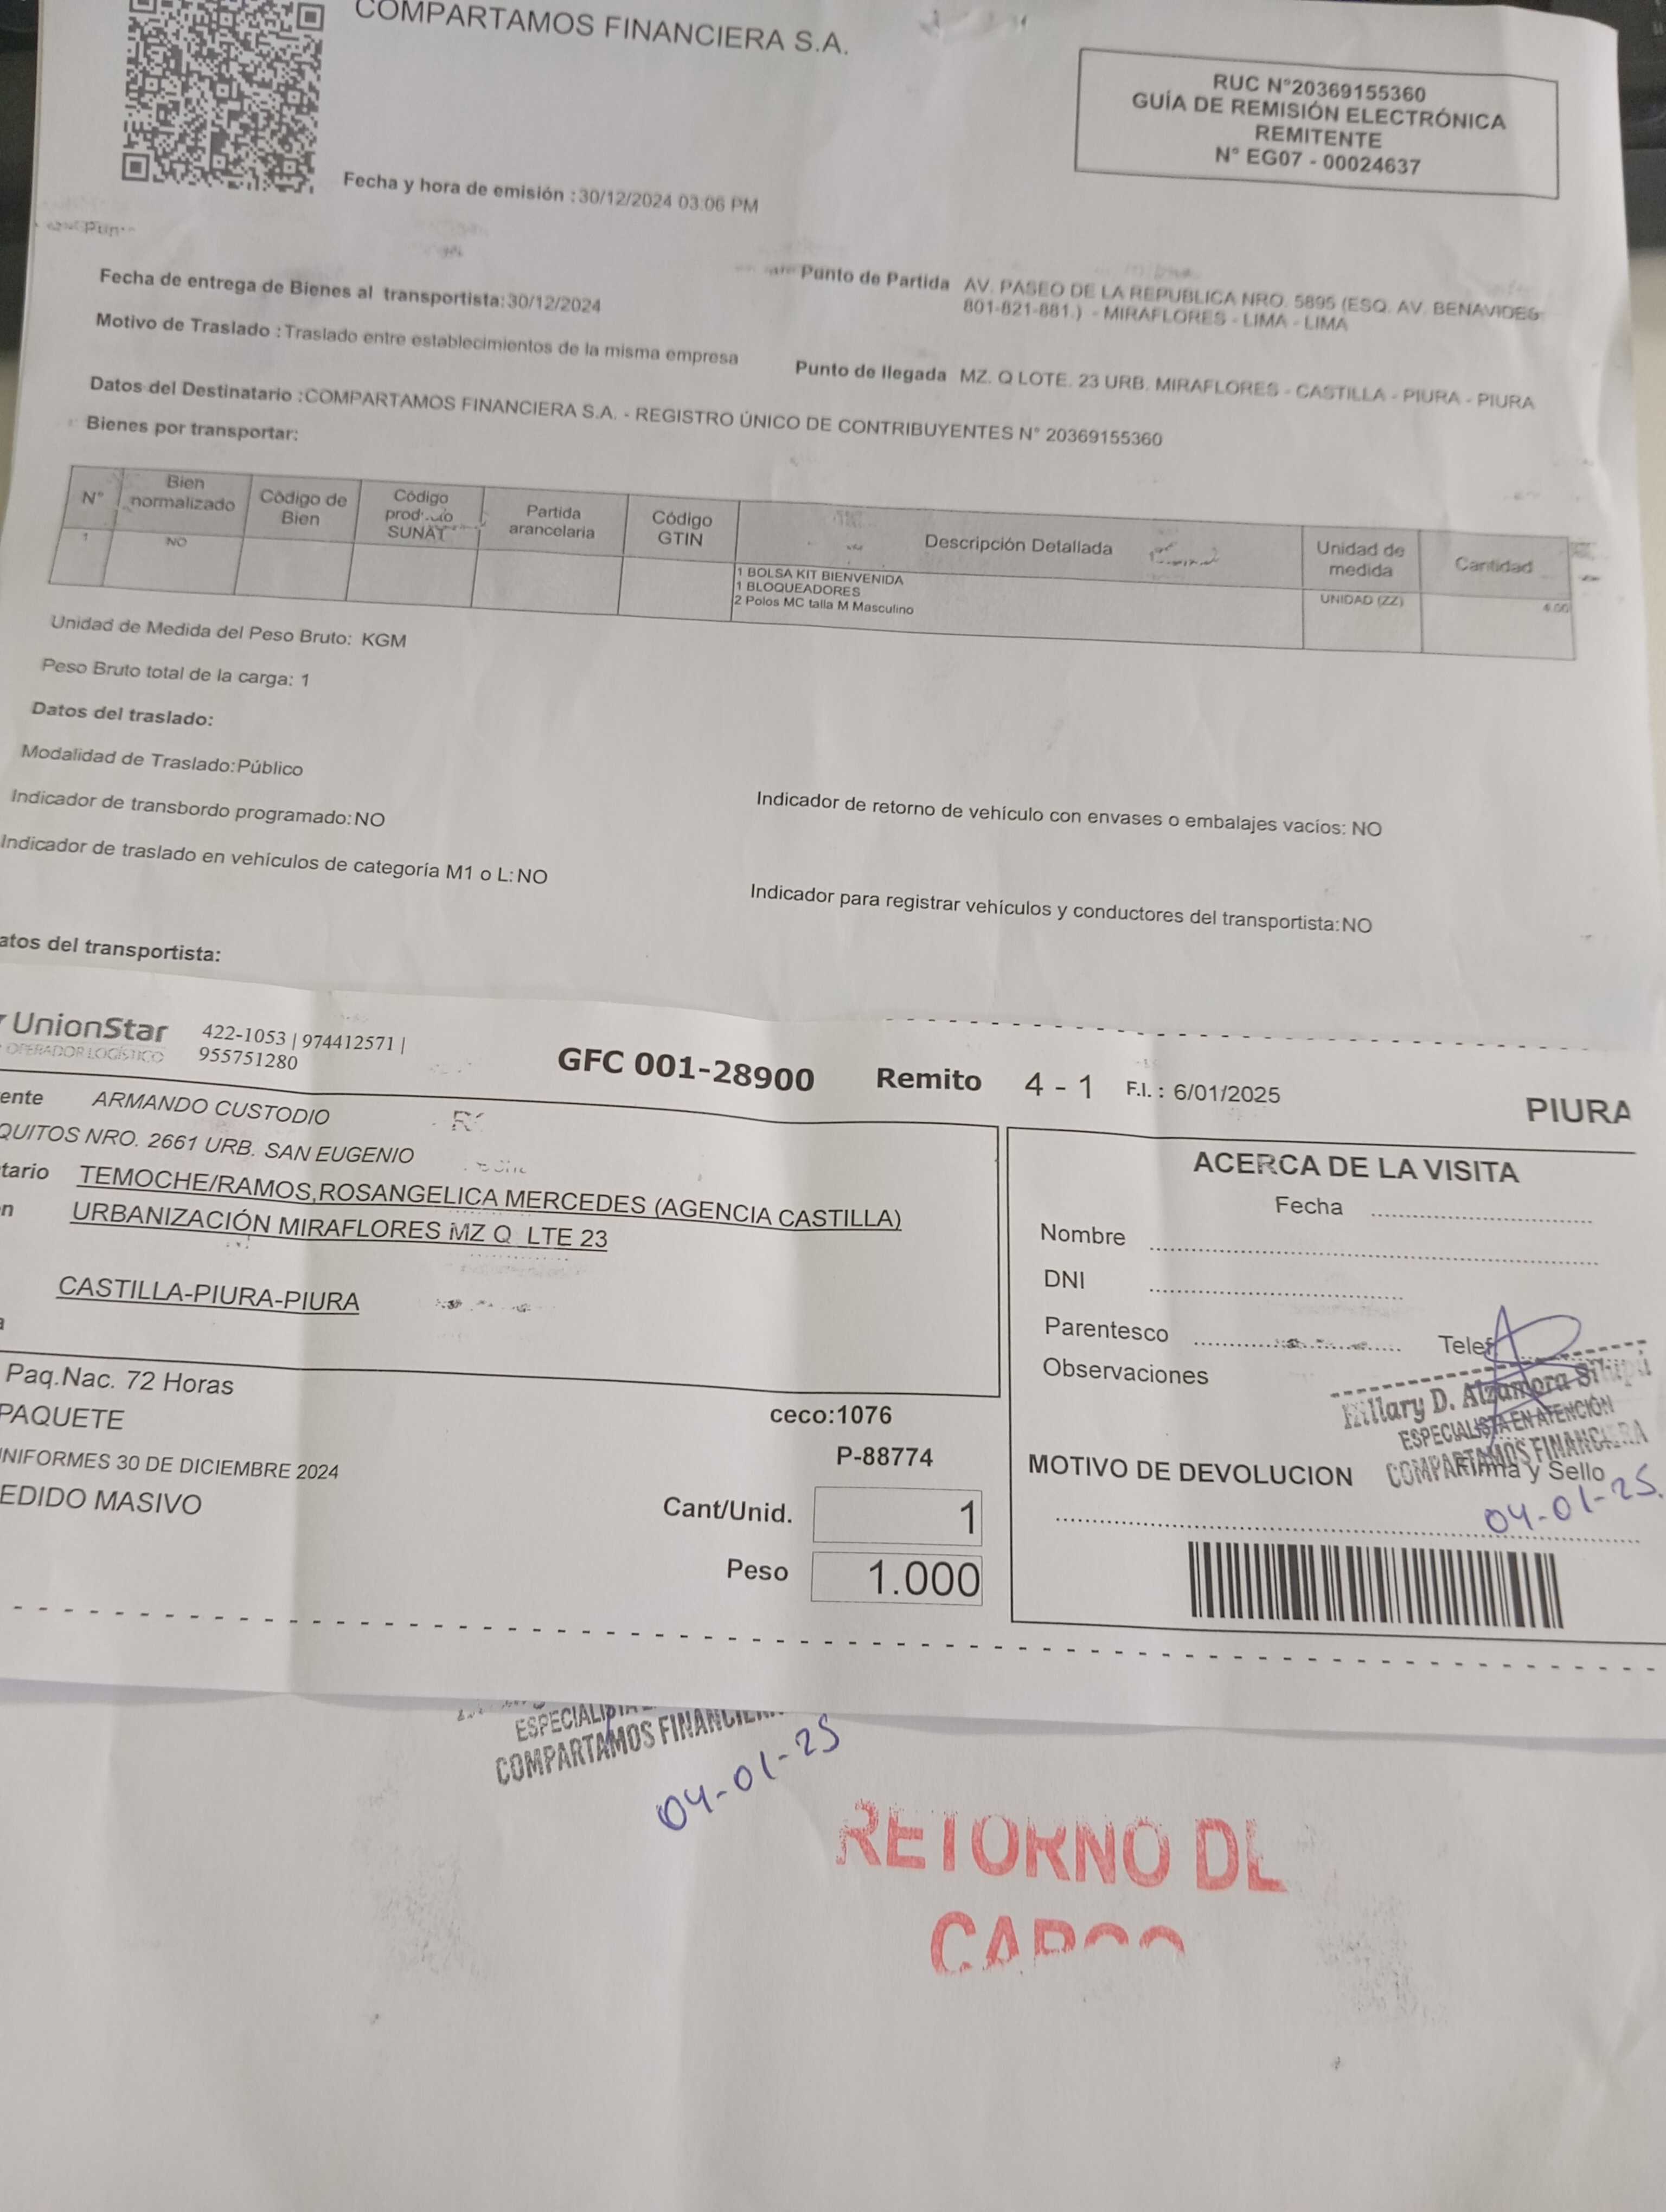 COMPARTAMOS FINANCIERA S.A.
RUC N°20369155360
GUÍA DE REMISIÓN ELECTRÓNICA
REMITENTE
N° EG07 - 00024637
Fecha y hora de emisión :30/12/2024 03:06 PM
Fecha de entrega de Bienes al transportista:30/12/2024
Punto de Partida AV. PASEO DE LA REPUBLICA NRO. 5895 (ESQ. AV. BENAVIDES
801-821-881.) - MIRAFLORES - LIMA - LIMA
Motivo de Traslado :Traslado entre establecimientos de la misma empresa
Punto de llegada MZ. Q LOTE. 23 URB. MIRAFLORES - CASTILLA - PIURA - PIURA
Datos del Destinatario :COMPARTAMOS FINANCIERA S.A. - REGISTRO ÚNICO DE CONTRIBUYENTES N° 20369155360
Bienes por transportar:
N° Bien normalizado Código de Bien Código producto SUNAT Partida arancelaria Código GTIN Descripción Detallada Unidad de medida Cantidad
1 NO 1 BOLSA KIT BIENVENIDA UNIDAD (ZZ)
1 BLOQUEADORES
2 Polos MC talla M Masculino
Unidad de Medida del Peso Bruto: KGM
Peso Bruto total de la carga: 1
Datos del traslado:
Modalidad de Traslado:Público
Indicador de transbordo programado:NO
Indicador de retorno de vehículo con envases o embalajes vacíos: NO
Indicador de traslado en vehículos de categoría M1 o L:NO
Indicador para registrar vehículos y conductores del transportista:NO
atos del transportista:
UnionStar
OPERADOR LOGÍSTICO
422-1053 | 974412571 |
955751280
GFC 001-28900 Remito 4 - 1 F.I. : 6/01/2025
PIURA
ente ARMANDO CUSTODIO
QUITOS NRO. 2661 URB. SAN EUGENIO
tario TEMOCHE/RAMOS,ROSANGELICA MERCEDES (AGENCIA CASTILLA)
n URBANIZACIÓN MIRAFLORES MZ Q LTE 23
CASTILLA-PIURA-PIURA
a
Paq.Nac. 72 Horas
PAQUETE
NIFORMES 30 DE DICIEMBRE 2024
EDIDO MASIVO
ceco:1076
P-88774
Cant/Unid. 1
Peso 1.000
ACERCA DE LA VISITA
Fecha
Nombre
DNI
Parentesco
Telef
Observaciones
Hillary D. Alzamora
ESPECIALISTA EN ATENCIÓN
COMPARTAMOS FINANCIERA
MOTIVO DE DEVOLUCION
Firma y Sello
04-01-25.
COMPARTAMOS
04-01-25
RETORNO DE
CARGO